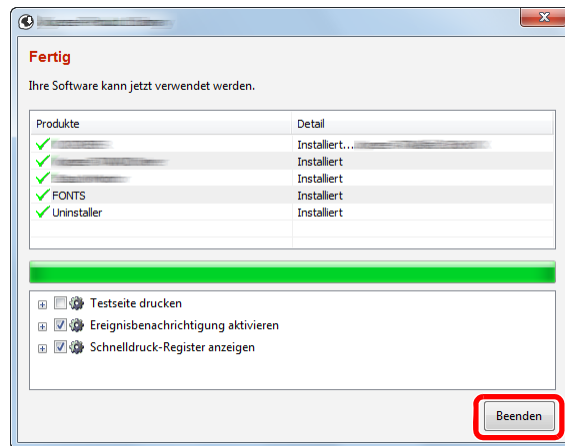 Fertig
Ihre Software kann jetzt verwendet werden.
Produkte Detail
Installiert...
Installiert
Installiert
FONTS Installiert
Uninstaller Installiert
Testseite drucken
Ereignisbenachrichtigung aktivieren
Schnelldruck-Register anzeigen
Beenden